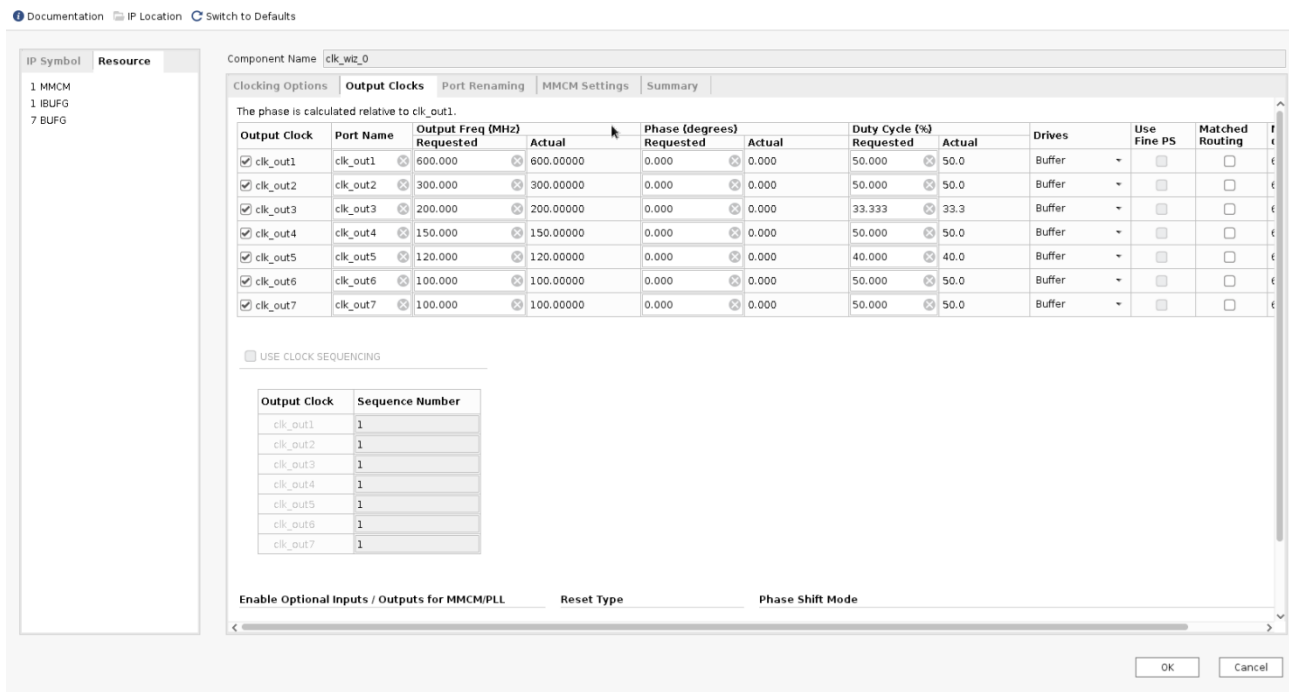 Documentation IP Location Switch to Defaults
IP Symbol Resource
1 MMCM
1 IBUFG
7 BUFG
Component Name clk_wiz_0
Clocking Options Output Clocks Port Renaming MMCM Settings Summary
The phase is calculated relative to clk_out1.
Output Clock Port Name Output Freq (MHz) Phase (degrees) Duty Cycle (%) Drives Use Fine PS Matched Routing
Requested Actual Requested Actual Requested Actual
clk_out1 clk_out1 600.000 600.00000 0.000 0.000 50.000 50.0 Buffer
clk_out2 clk_out2 300.000 300.00000 0.000 0.000 50.000 50.0 Buffer
clk_out3 clk_out3 200.000 200.00000 0.000 0.000 33.333 33.3 Buffer
clk_out4 clk_out4 150.000 150.00000 0.000 0.000 50.000 50.0 Buffer
clk_out5 clk_out5 120.000 120.00000 0.000 0.000 40.000 40.0 Buffer
clk_out6 clk_out6 100.000 100.00000 0.000 0.000 50.000 50.0 Buffer
clk_out7 clk_out7 100.000 100.00000 0.000 0.000 50.000 50.0 Buffer
USE CLOCK SEQUENCING
Output Clock Sequence Number
clk_out1 1
clk_out2 1
clk_out3 1
clk_out4 1
clk_out5 1
clk_out6 1
clk_out7 1
Enable Optional Inputs / Outputs for MMCM/PLL Reset Type Phase Shift Mode
OK Cancel